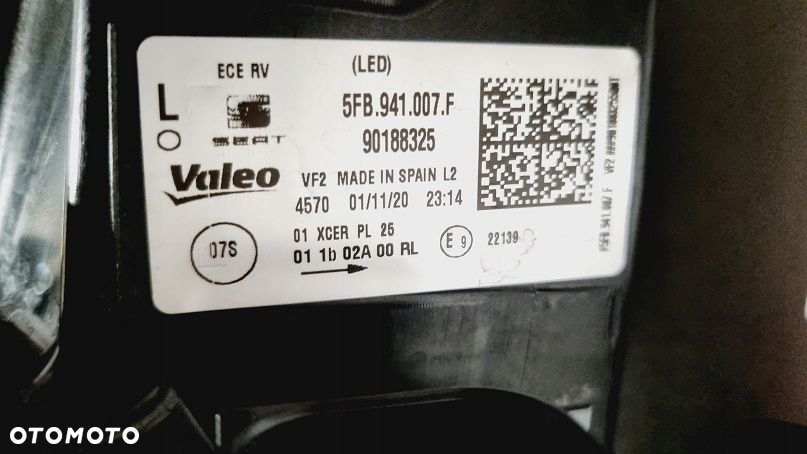 ECE RV
(LED)
L
SEAT
5FB.941.007.F
90188325
Valeo
VF2 MADE IN SPAIN L2
4570 01/11/20 23:14
07S
01 XCER PL 25
01 1b 02A 00 RL
E 9
22139
OTOMOTO